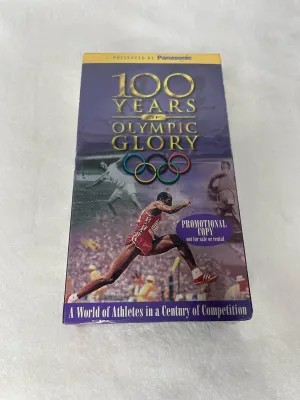 PRESENTED BY Panasonic
100
YEARS
OF
OLYMPIC
GLORY
PROMOTIONAL
COPY
not for sale or rental
A World of Athletes in a Century of Competition